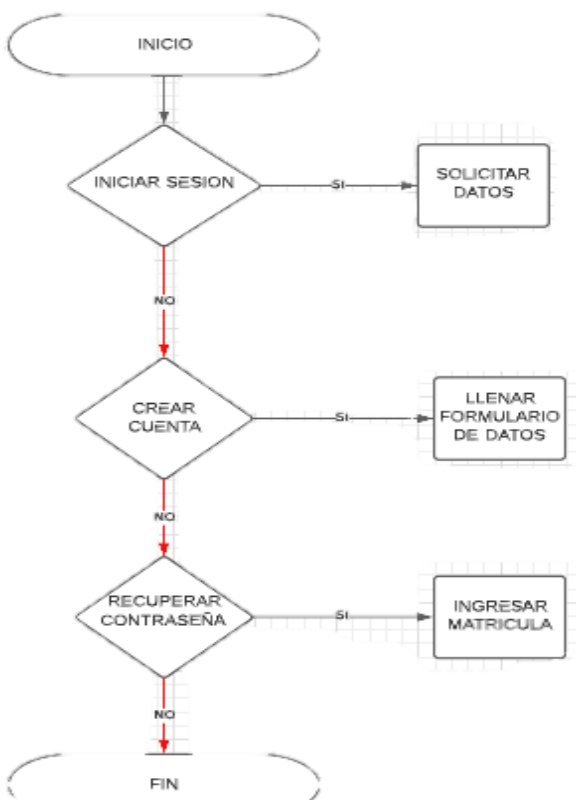 INICIO
INICIAR SESION
SI
SOLICITAR
DATOS
NO
CREAR
CUENTA
SI
LLENAR
FORMULARIO
DE DATOS
NO
RECUPERAR
CONTRASEÑA
SI
INGRESAR
MATRICULA
NO
FIN